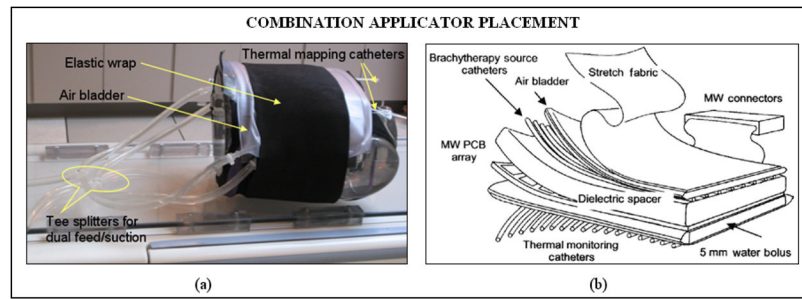 COMBINATION APPLICATOR PLACEMENT
Elastic wrap
Thermal mapping catheters
Air bladder
Tee splitters for
dual feed/suction
(a)
Brachytherapy source
catheters
Air bladder
Stretch fabric
MW connectors
MW PCB
array
Dielectric spacer
Thermal monitoring
catheters
5 mm water bolus
(b)